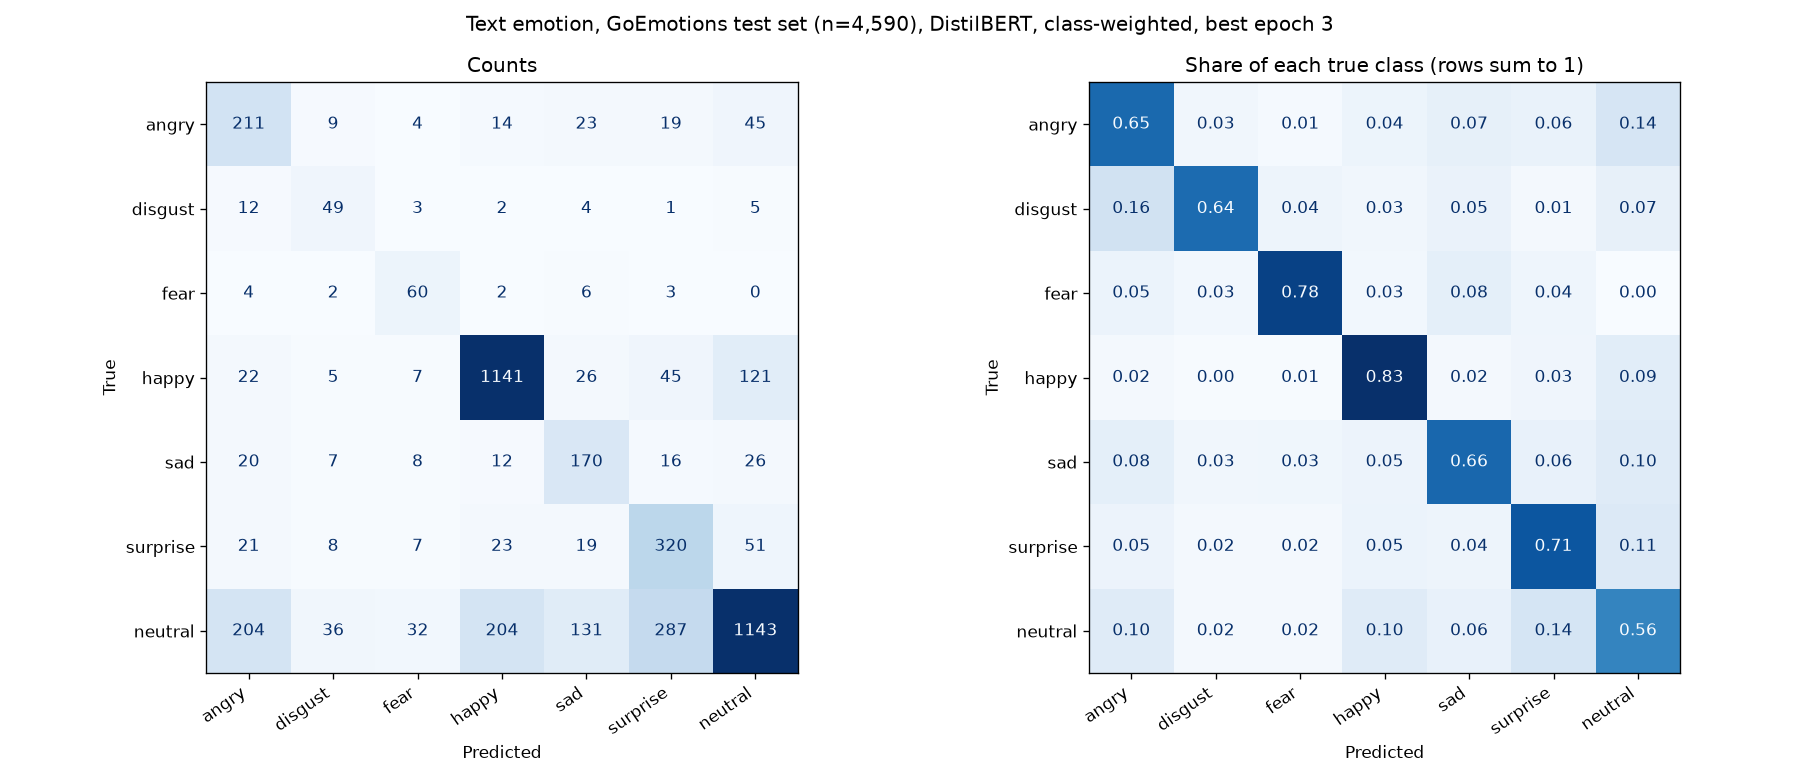 Text emotion, GoEmotions test set (n=4,590), DistilBERT, class-weighted, best epoch 3
Counts
True
angry 211 9 4 14 23 19 45
disgust 12 49 3 2 4 1 5
fear 4 2 60 2 6 3 0
happy 22 5 7 1141 26 45 121
sad 20 7 8 12 170 16 26
surprise 21 8 7 23 19 320 51
neutral 204 36 32 204 131 287 1143
angry disgust fear happy sad surprise neutral
Predicted
Share of each true class (rows sum to 1)
True
angry 0.65 0.03 0.01 0.04 0.07 0.06 0.14
disgust 0.16 0.64 0.04 0.03 0.05 0.01 0.07
fear 0.05 0.03 0.78 0.03 0.08 0.04 0.00
happy 0.02 0.00 0.01 0.83 0.02 0.03 0.09
sad 0.08 0.03 0.03 0.05 0.66 0.06 0.10
surprise 0.05 0.02 0.02 0.05 0.04 0.71 0.11
neutral 0.10 0.02 0.02 0.10 0.06 0.14 0.56
angry disgust fear happy sad surprise neutral
Predicted